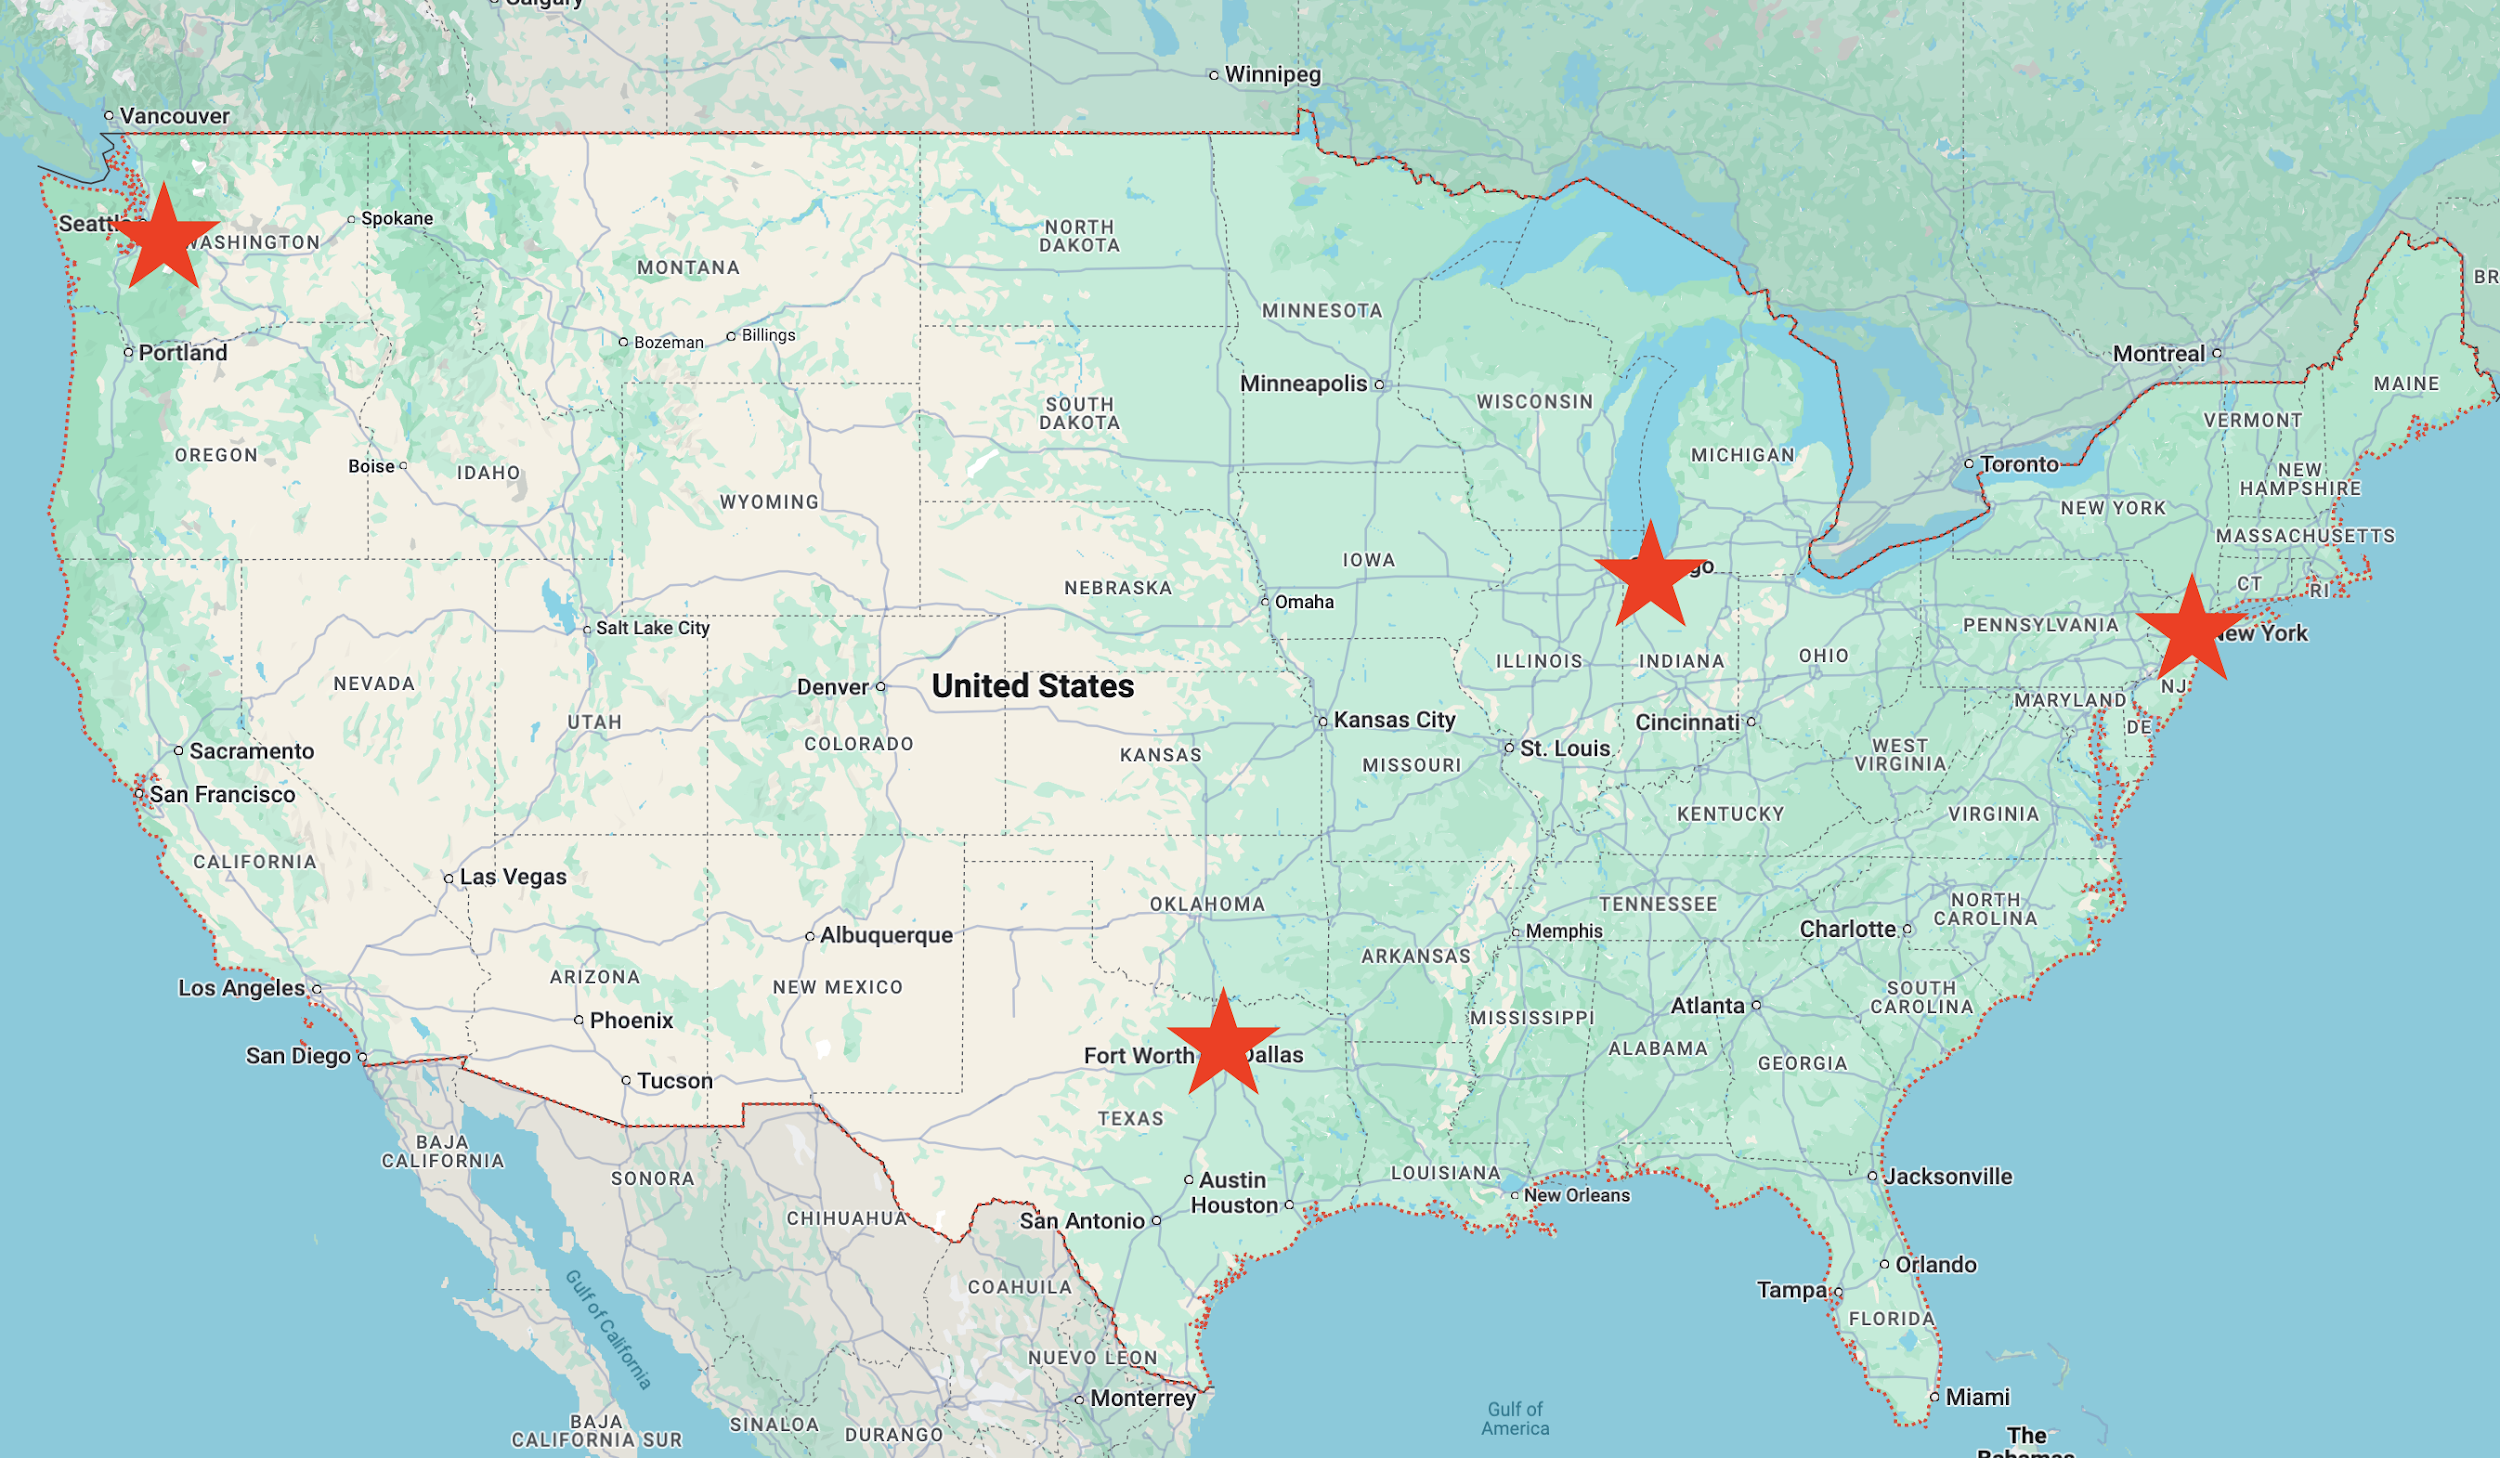 Calgary
Winnipeg
Vancouver
Spokane
WASHINGTON
NORTH
DAKOTA
MONTANA
MINNESOTA
Bozeman
Billings
Portland
Montreal
Minneapolis
MAINE
WISCONSIN
SOUTH
DAKOTA
VERMONT
OREGON
MICHIGAN
Boise
IDAHO
Toronto
NEW
HAMPSHIRE
WYOMING
NEW YORK
MASSACHUSETTS
IOWA
CT
RI
NEBRASKA
Omaha
Salt Lake City
PENNSYLVANIA
New York
ILLINOIS
INDIANA
OHIO
NEVADA
Denver
United States
NJ
MARYLAND
UTAH
Kansas City
Cincinnati
DE
COLORADO
KANSAS
St. Louis
WEST
VIRGINIA
Sacramento
MISSOURI
San Francisco
KENTUCKY
VIRGINIA
CALIFORNIA
Las Vegas
OKLAHOMA
TENNESSEE
NORTH
CAROLINA
Albuquerque
Memphis
Charlotte
ARKANSAS
ARIZONA
NEW MEXICO
Los Angeles
SOUTH
CAROLINA
Phoenix
MISSISSIPPI
Atlanta
San Diego
Fort Worth
Dallas
ALABAMA
GEORGIA
Tucson
TEXAS
BAJA
CALIFORNIA
SONORA
Austin
LOUISIANA
Jacksonville
Houston
New Orleans
CHIHUAHUA
San Antonio
Orlando
COAHUILA
Tampa
FLORIDA
Gulf of California
NUEVO LEON
Monterrey
Miami
Gulf of
America
BAJA
CALIFORNIA SUR
SINALOA
DURANGO
The
Bahamas